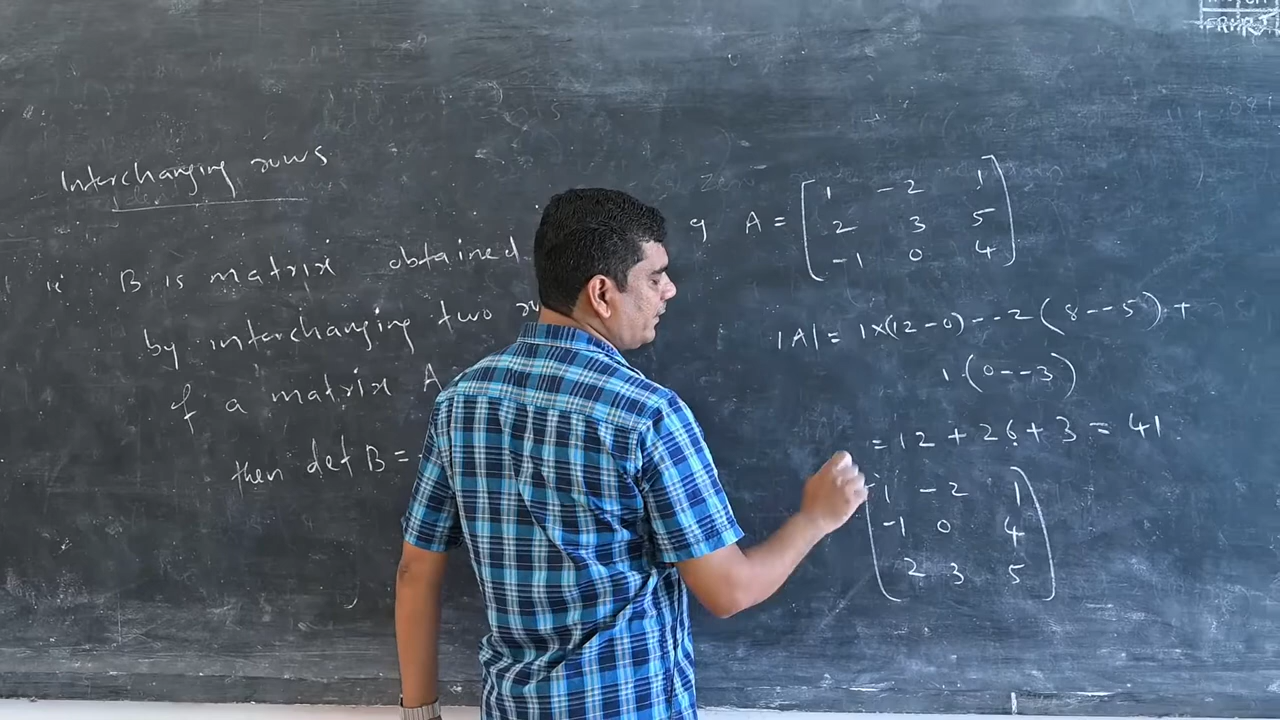 Interchanging rows
ie B is matrix obtained
by interchanging two
of a matrix A
then det B =
A = [ 1 -2 1
2 3 5
-1 0 4 ]
|A| = 1×(12-0) - -2 (8 - -5) +
1·(0 - -3)
= 12 + 26 + 3 = 41
[ 1 -2 1
-1 0 4
2 3 5 ]